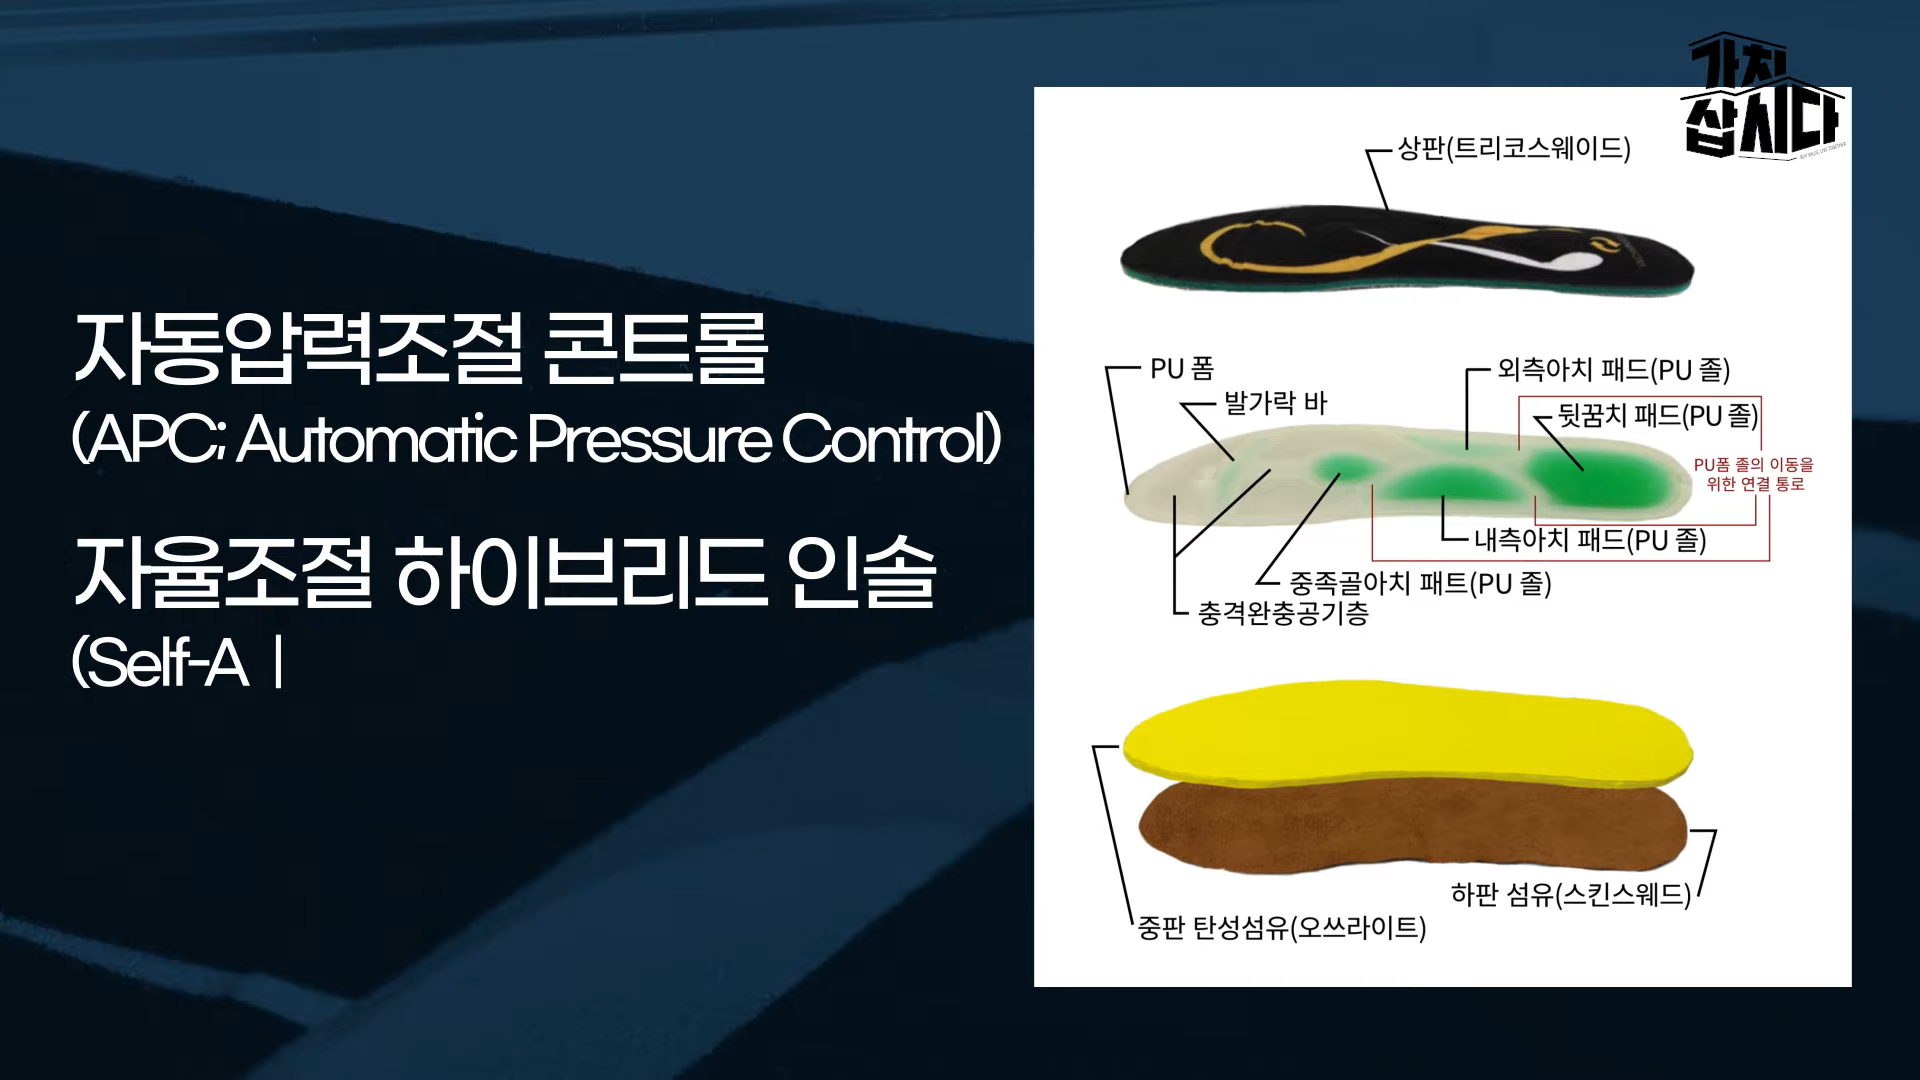 가치
삽시다
자동압력조절 콘트롤
(APC; Automatic Pressure Control)
자율조절 하이브리드 인솔
(Self-A |
상판(트리코스웨이드)
PU 폼
발가락 바
외측아치 패드(PU 졸)
뒷꿈치 패드(PU 졸)
PU폼 졸의 이동을
위한 연결 통로
내측아치 패드(PU 졸)
중족골아치 패트(PU 졸)
충격완충공기층
하판 섬유(스킨스웨드)
중판 탄성섬유(오쓰라이트)